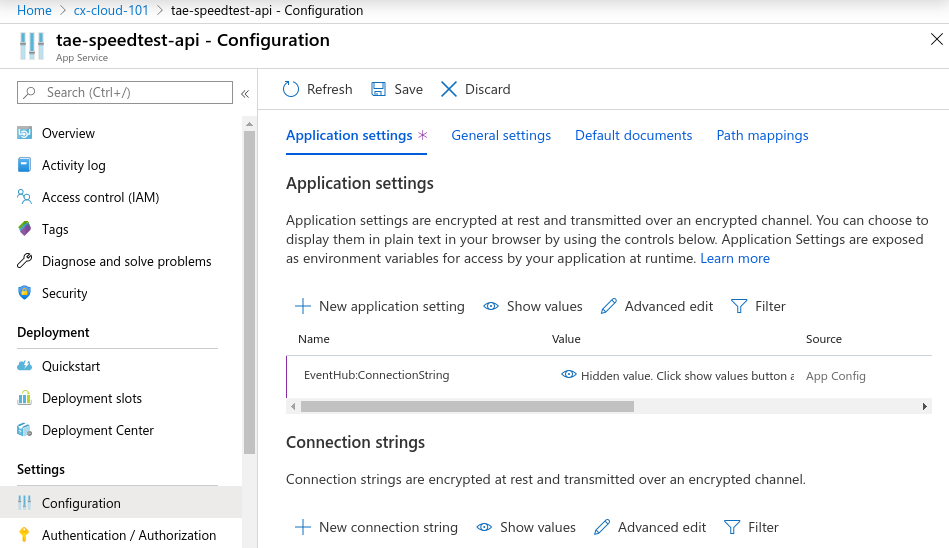 Home > cx-cloud-101 > tae-speedtest-api - Configuration
tae-speedtest-api - Configuration
App Service
Search (Ctrl+/)
Overview
Activity log
Access control (IAM)
Tags
Diagnose and solve problems
Security
Deployment
Quickstart
Deployment slots
Deployment Center
Settings
Configuration
Authentication / Authorization
Refresh Save Discard
Application settings * General settings Default documents Path mappings
Application settings
Application settings are encrypted at rest and transmitted over an encrypted channel. You can choose to
display them in plain text in your browser by using the controls below. Application Settings are exposed
as environment variables for access by your application at runtime. Learn more
New application setting Show values Advanced edit Filter
Name Value Source
EventHub:ConnectionString Hidden value. Click show values button a App Config
Connection strings
Connection strings are encrypted at rest and transmitted over an encrypted channel.
New connection string Show values Advanced edit Filter